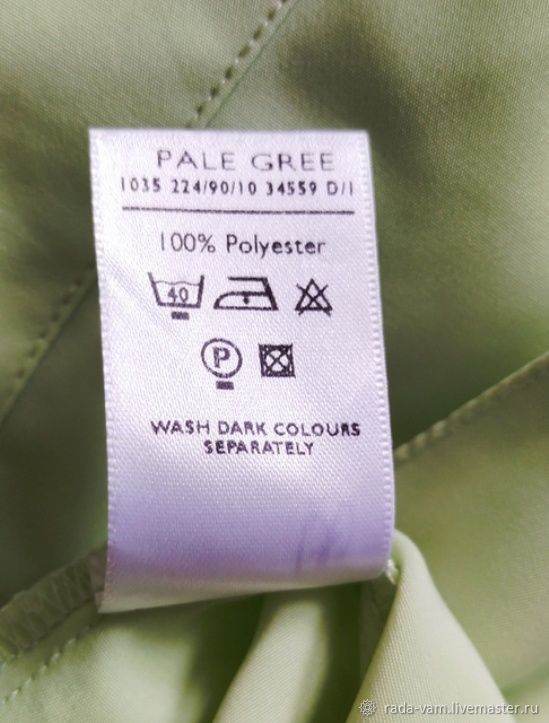 PALE GREE
1035 224/90/10 34559 D/1
100% Polyester
40
P
WASH DARK COLOURS
SEPARATELY
rada-vam.livemaster.ru